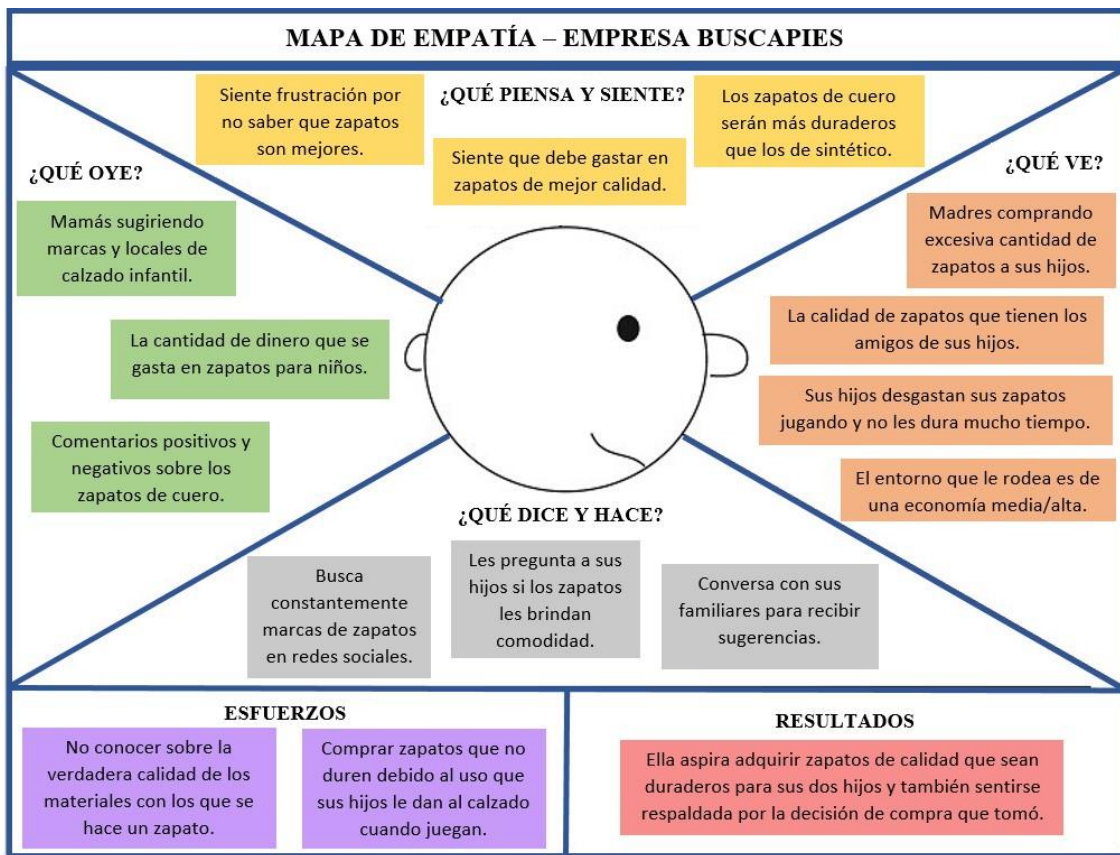 MAPA DE EMPATÍA – EMPRESA BUSCAPIES
¿QUÉ PIENSA Y SIENTE?
Siente frustración por
no saber que zapatos
son mejores.
Siente que debe gastar en
zapatos de mejor calidad.
Los zapatos de cuero
serán más duraderos
que los de sintético.
¿QUÉ OYE?
Mamás sugiriendo
marcas y locales de
calzado infantil.
La cantidad de dinero que se
gasta en zapatos para niños.
Comentarios positivos y
negativos sobre los
zapatos de cuero.
¿QUÉ VE?
Madres comprando
excesiva cantidad de
zapatos a sus hijos.
La calidad de zapatos que tienen los
amigos de sus hijos.
Sus hijos desgastan sus zapatos
jugando y no les dura mucho tiempo.
El entorno que le rodea es de
una economía media/alta.
¿QUÉ DICE Y HACE?
Busca
constantemente
marcas de zapatos
en redes sociales.
Les pregunta a sus
hijos si los zapatos
les brindan
comodidad.
Conversa con sus
familiares para recibir
sugerencias.
ESFUERZOS
No conocer sobre la
verdadera calidad de los
materiales con los que se
hace un zapato.
Comprar zapatos que no
duren debido al uso que
sus hijos le dan al calzado
cuando juegan.
RESULTADOS
Ella aspira adquirir zapatos de calidad que sean
duraderos para sus dos hijos y también sentirse
respaldada por la decisión de compra que tomó.